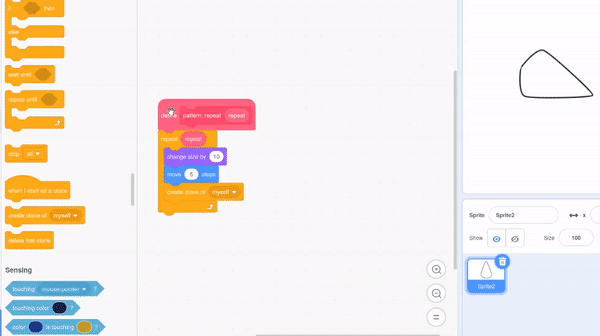 if then
else
wait until
repeat until
stop all
when I start as a clone
create clone of myself
delete this clone
Sensing
touching mouse-pointer ?
touching color ?
color is touching ?
define pattern: repeat repeat
repeat repeat
change size by 10
move 5 steps
create clone of myself
Sprite Sprite2 x
Show Size 100
Sprite2